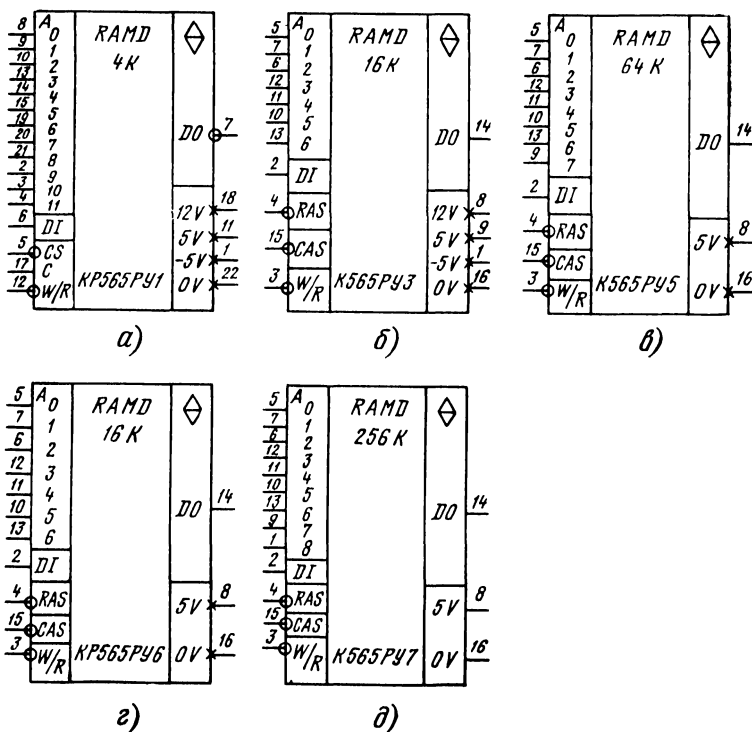 8 A 0 RAMD
9 1 4K
10 2
13 3
14 4
15 5
19 6
20 7 DO 7
21 8
2 9
3 10
4 11
6 DI 12V 18
5 CS 5V 11
17 C -5V 1
12 W/R КР565РУ1 0V 22
а)
5 A 0 RAMD
7 1 16K
6 2
12 3
11 4
10 5
13 6 DO 14
2 DI
4 RAS 12V 8
15 CAS 5V 9
-5V 1
3 W/R К565РУ3 0V 16
б)
5 A 0 RAMD
7 1 64K
6 2
12 3
11 4
10 5
13 6 DO 14
9 7
2 DI
4 RAS 5V 8
15 CAS
3 W/R К565РУ5 0V 16
в)
5 A 0 RAMD
7 1 16K
6 2
12 3
11 4
10 5 DO 14
13 6
2 DI
4 RAS 5V 8
15 CAS
3 W/R КР565РУ6 0V 16
г)
5 A 0 RAMD
7 1 256K
6 2
12 3
11 4
10 5
13 6 DO 14
9 7
1 8
2 DI
4 RAS 5V 8
15 CAS
3 W/R К565РУ7 0V 16
д)